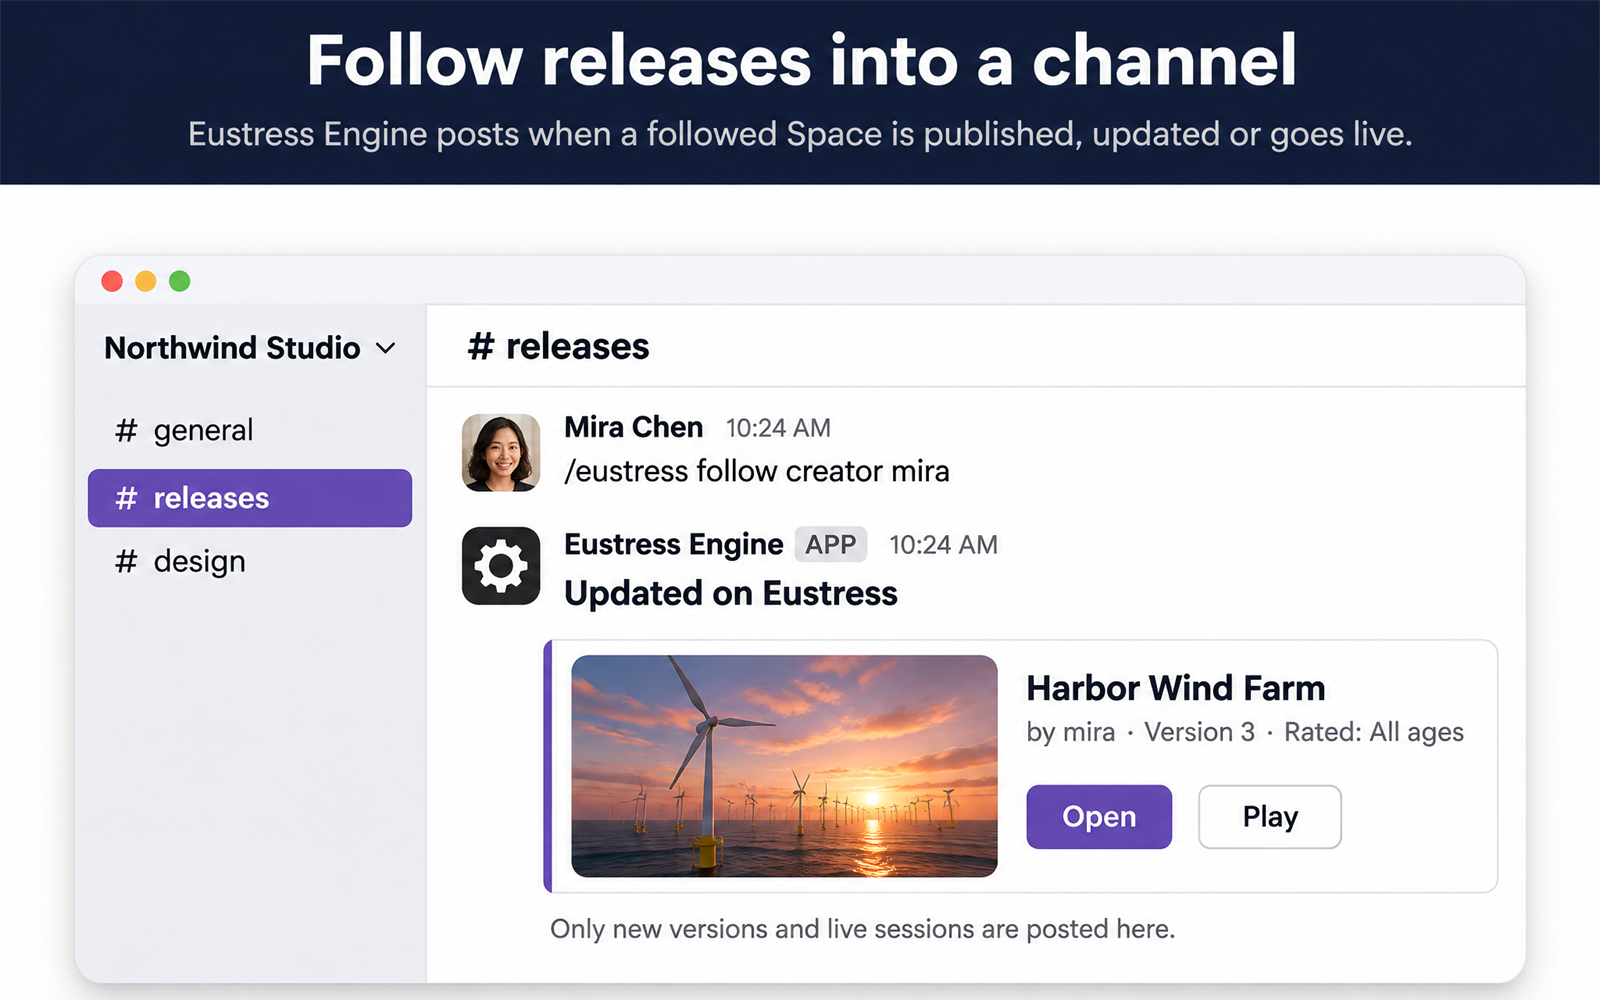 Follow releases into a channel
Eustress Engine posts when a followed Space is published, updated or goes live.
Northwind Studio
# general
# releases
# design
# releases
Mira Chen 10:24 AM
/eustress follow creator mira
Eustress Engine APP 10:24 AM
Updated on Eustress
Harbor Wind Farm
by mira · Version 3 · Rated: All ages
Open Play
Only new versions and live sessions are posted here.